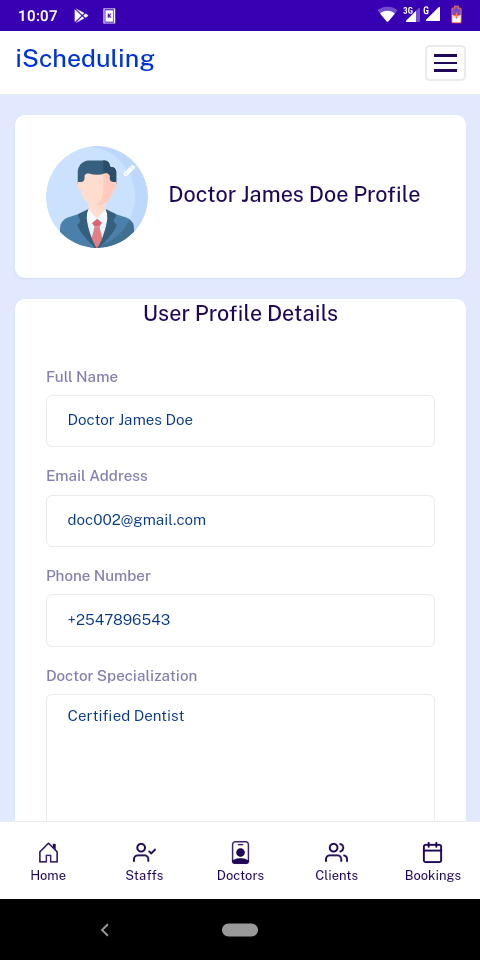 10:07
3G
G
iScheduling
Doctor James Doe Profile
User Profile Details
Full Name
Doctor James Doe
Email Address
doc002@gmail.com
Phone Number
+2547896543
Doctor Specialization
Certified Dentist
Home
Staffs
Doctors
Clients
Bookings